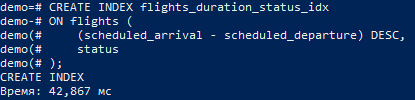 demo=# CREATE INDEX flights_duration_status_idx
demo-# ON flights (
demo(#     (scheduled_arrival - scheduled_departure) DESC,
demo(#     status
demo(# );
CREATE INDEX
Время: 42,867 мс